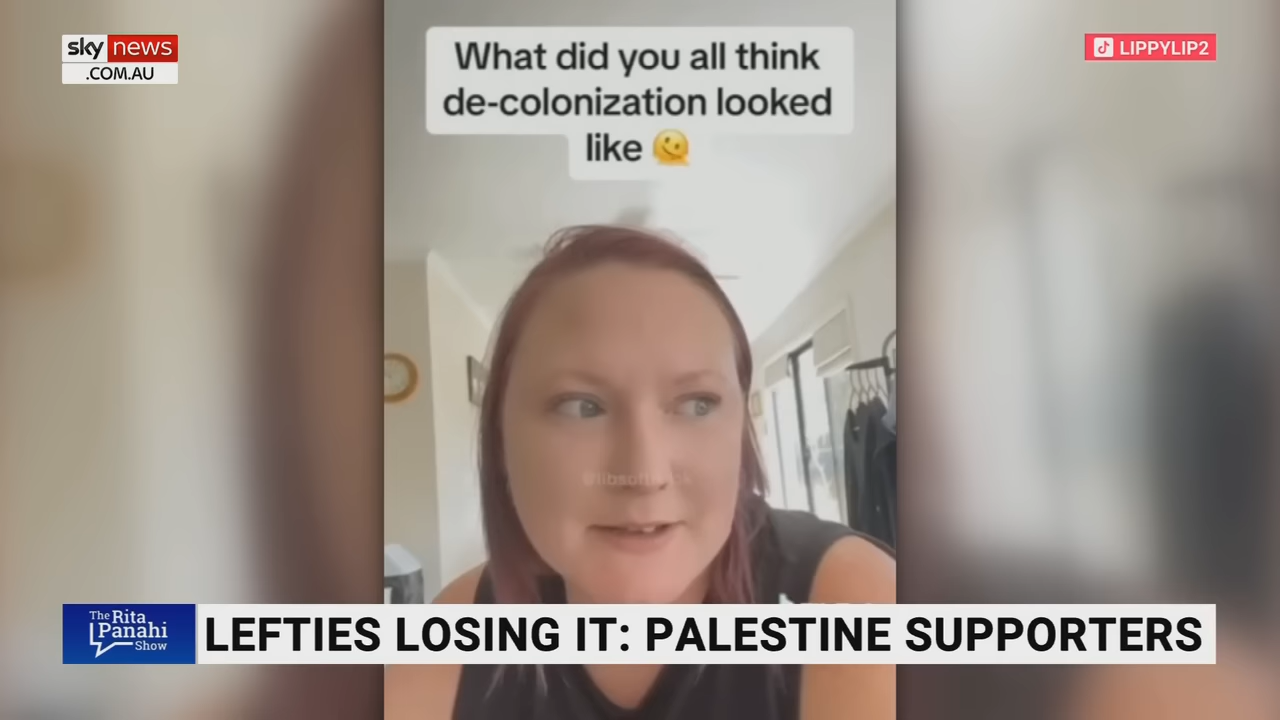 sky news
.COM.AU
LIPPYLIP2
What did you all think
de-colonization looked
like 🫠
The Rita
Panahi
Show
LEFTIES LOSING IT: PALESTINE SUPPORTERS